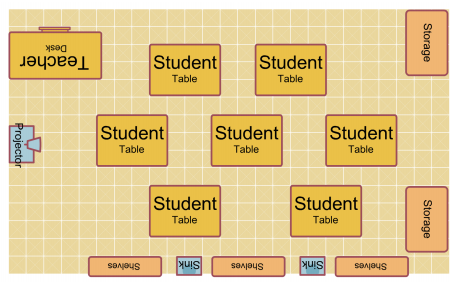 Teacher
Desk
Student
Table
Student
Table
Storage
Projector
Student
Table
Student
Table
Student
Table
Student
Table
Student
Table
Storage
Shelves
Sink
Shelves
Sink
Shelves